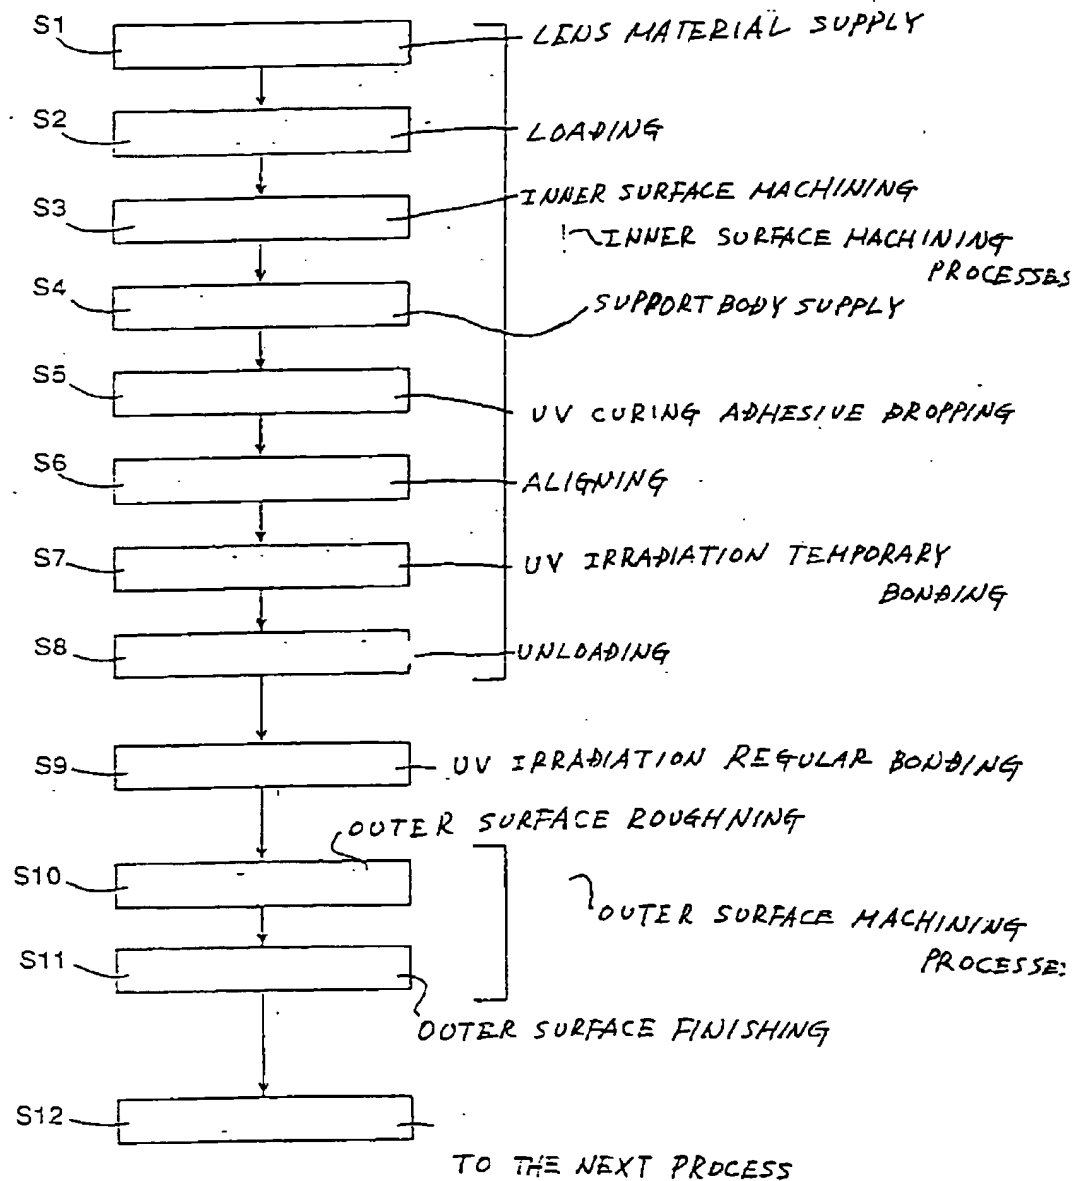 S1 LENS MATERIAL SUPPLY
S2 LOADING
S3 INNER SURFACE MACHINING
INNER SURFACE MACHINING
PROCESSES
S4 SUPPORT BODY SUPPLY
S5 UV CURING ADHESIVE DROPPING
S6 ALIGNING
S7 UV IRRADIATION TEMPORARY
BONDING
S8 UNLOADING
S9 UV IRRADIATION REGULAR BONDING
OUTER SURFACE ROUGHNING
S10
OUTER SURFACE MACHINING
PROCESSE
S11
OUTER SURFACE FINISHING
S12
TO THE NEXT PROCESS